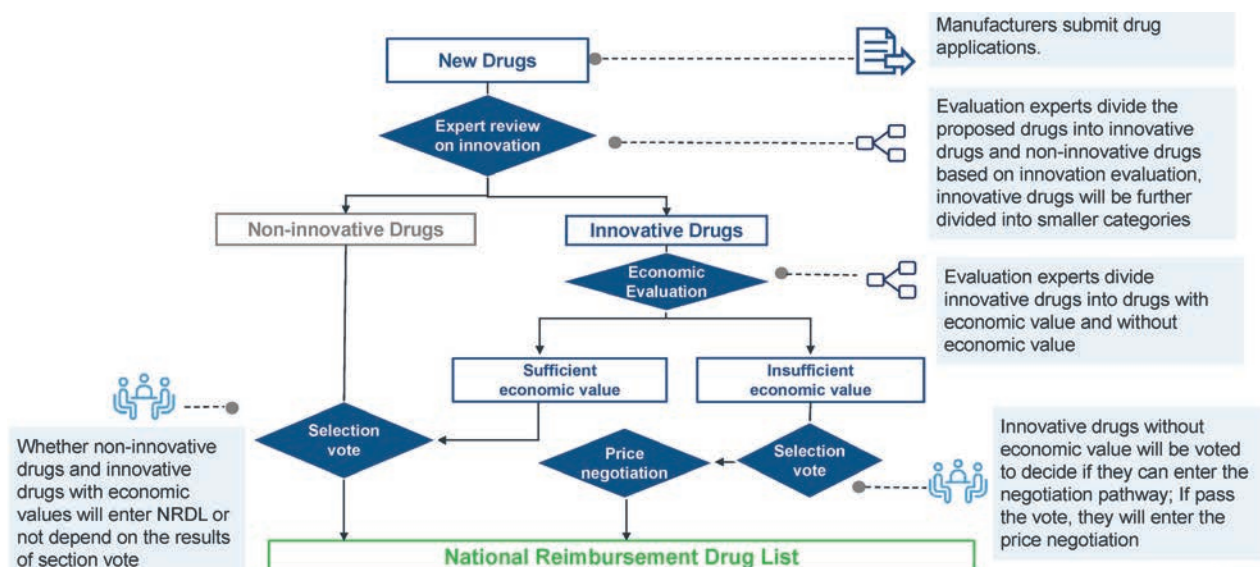 New Drugs
Manufacturers submit drug
applications.
Expert review
on innovation
Evaluation experts divide the
proposed drugs into innovative
drugs and non-innovative drugs
based on innovation evaluation,
innovative drugs will be further
divided into smaller categories
Non-innovative Drugs
Innovative Drugs
Economic
Evaluation
Evaluation experts divide
innovative drugs into drugs with
economic value and without
economic value
Sufficient
economic value
Insufficient
economic value
Selection
vote
Price
negotiation
Selection
vote
Whether non-innovative
drugs and innovative
drugs with economic
values will enter NRDL or
not depend on the results
of section vote
Innovative drugs without
economic value will be voted
to decide if they can enter the
negotiation pathway; If pass
the vote, they will enter the
price negotiation
National Reimbursement Drug List